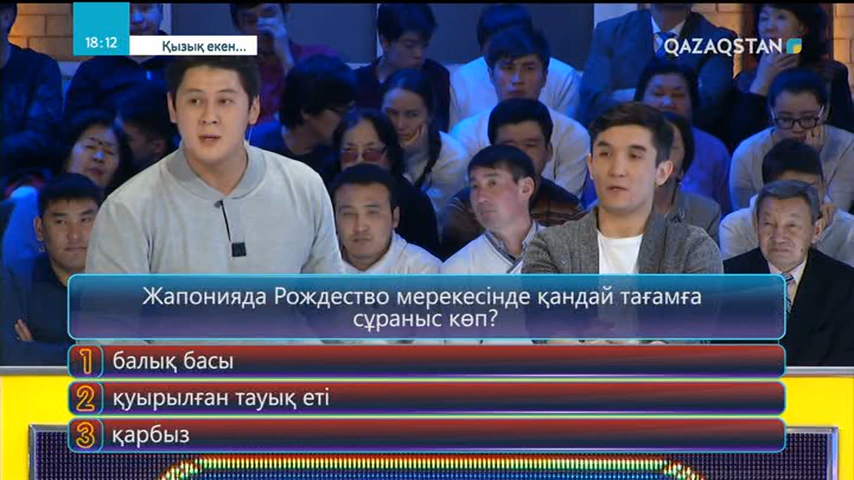 18:12
Қызық екен...
QAZAQSTAN
Жапонияда Рождество мерекесінде қандай тағамға
сұраныс көп?
1 балық басы
2 қуырылған тауық еті
3 қарбыз